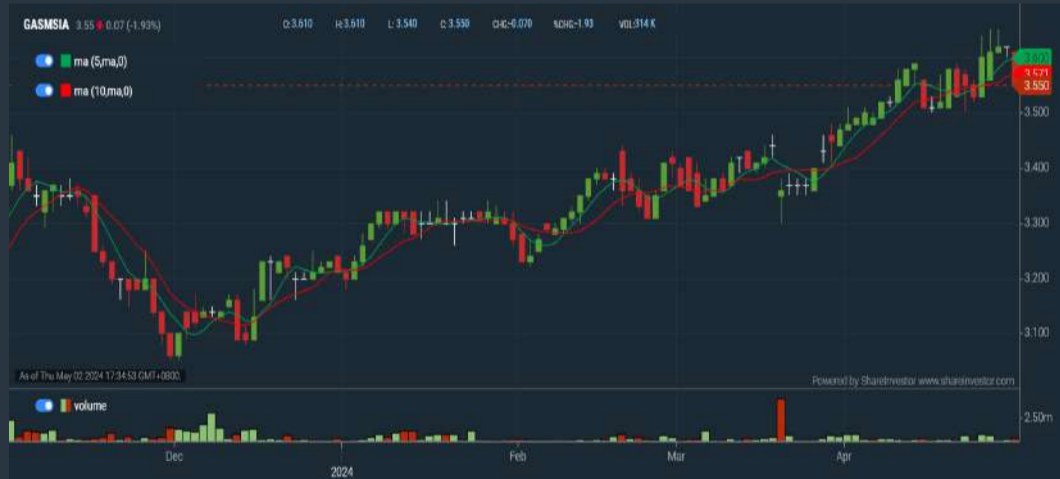 GASMSIA 3.55 0.07 (-1.93%) O: 3.610 H: 3.610 L: 3.540 C: 3.550 CHG:-0.070 %CHG:-1.93 VOL:314 K
ma (5,ma,0)
ma (10,ma,0)
3.600
3.571
3.550
3.500
3.400
3.300
3.200
3.100
As of Thu May 02 2024 17:34:53 GMT+0800,
Powered by ShareInvestor www.shareinvestor.com
volume
2.50m
Dec Feb Mar Apr
2024